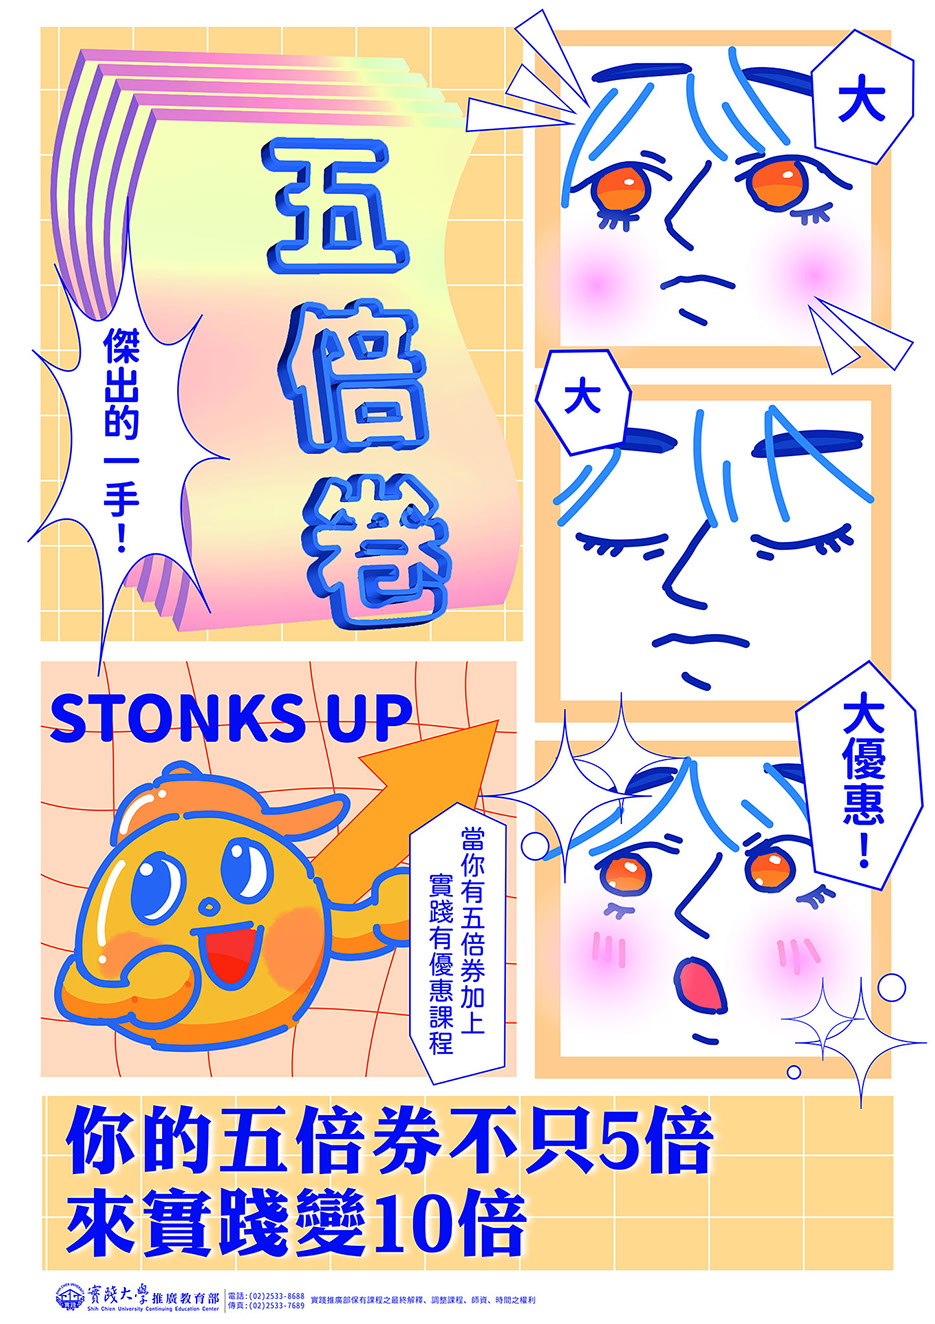 五倍卷
傑出的一手！
大
大
大優惠！
STONKS UP
當你有五倍券加上
實踐有優惠課程
你的五倍券不只5倍
來實踐變10倍
實踐大學推廣教育部
Shih Chien University Continuing Education Center
電話:(02)2533-8688
傳真:(02)2533-7689
實踐推廣部保有課程之最終解釋、調整課程、師資、時間之權利